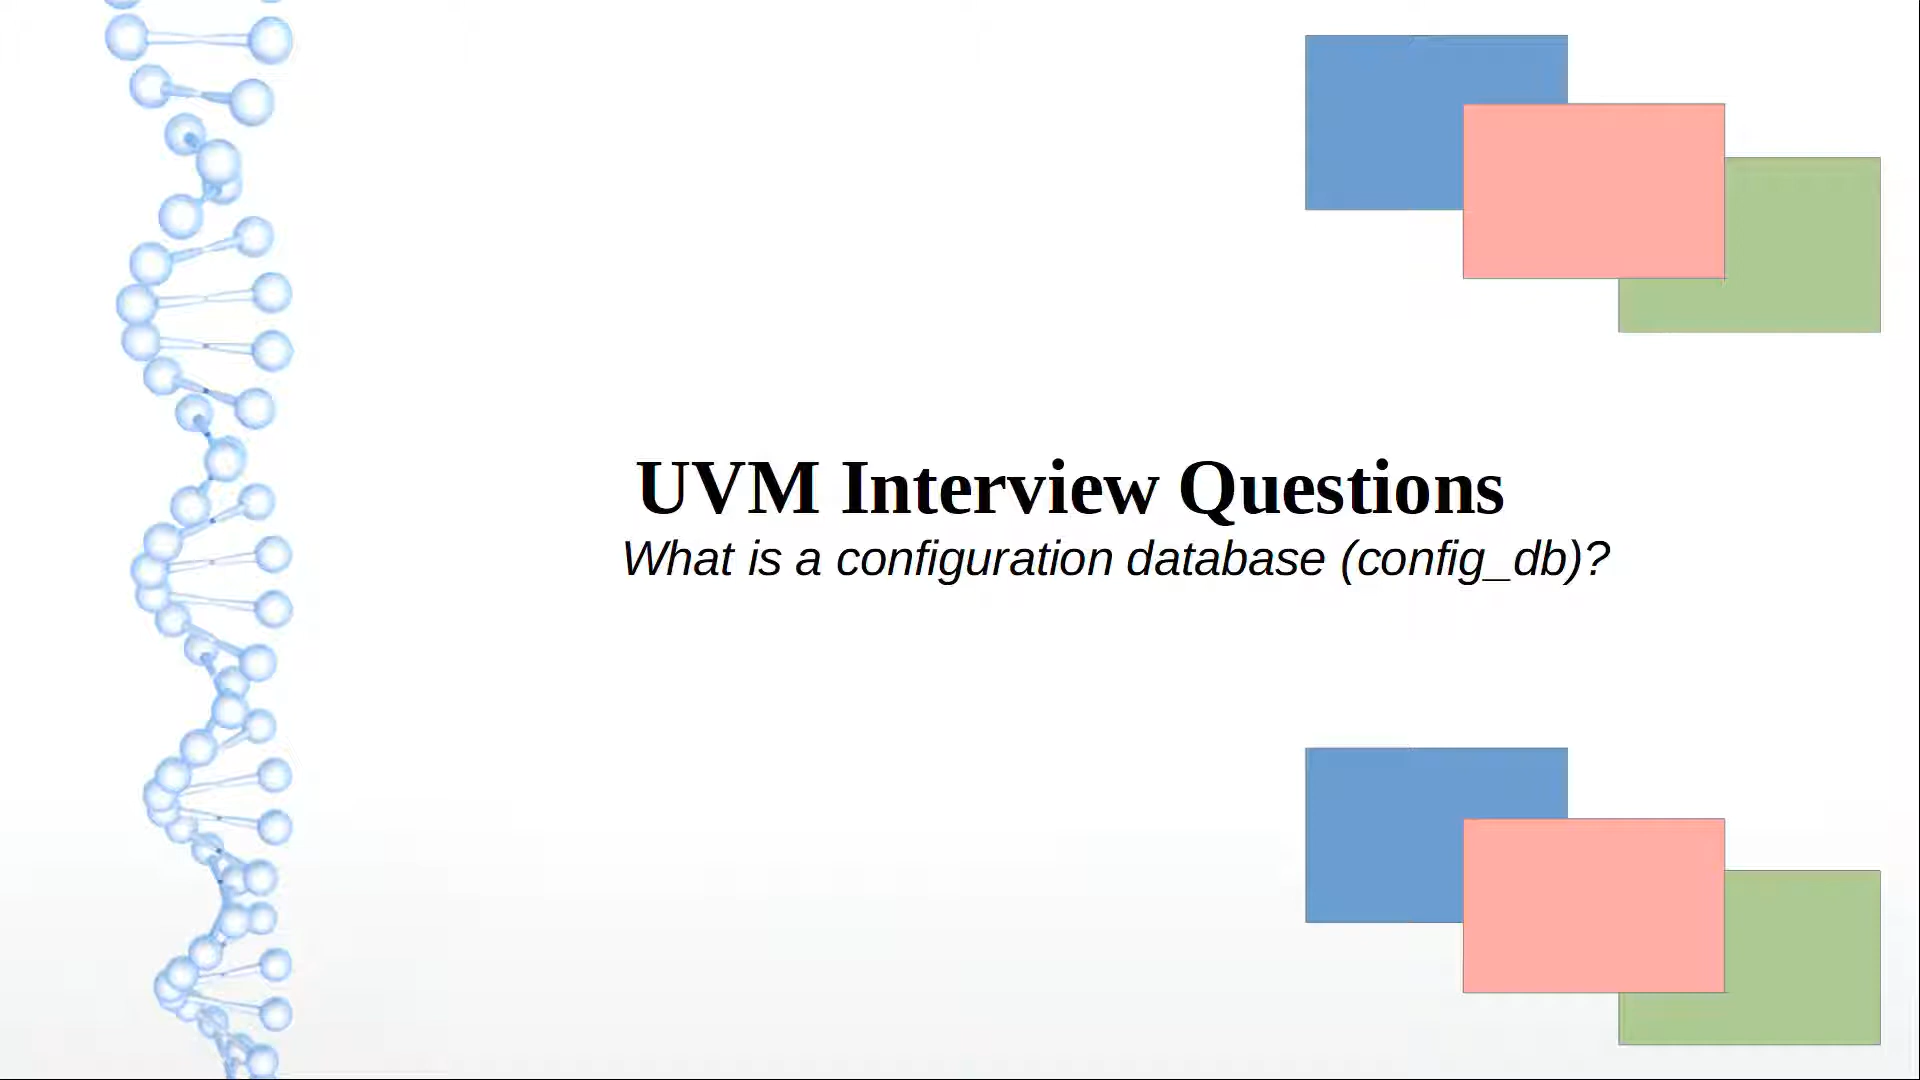 UVM Interview Questions
What is a configuration database (config_db)?